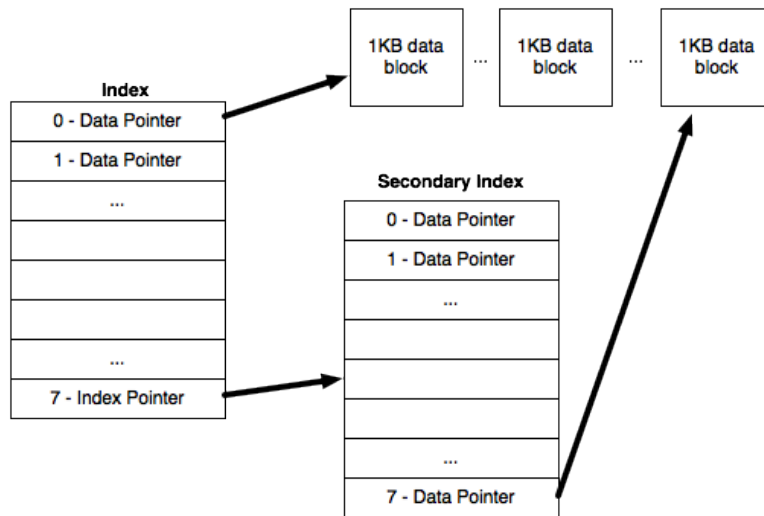 1KB data
block
...
1KB data
block
...
1KB data
block
Index
0 - Data Pointer
1 - Data Pointer
...
...
7 - Index Pointer
Secondary Index
0 - Data Pointer
1 - Data Pointer
...
...
7 - Data Pointer